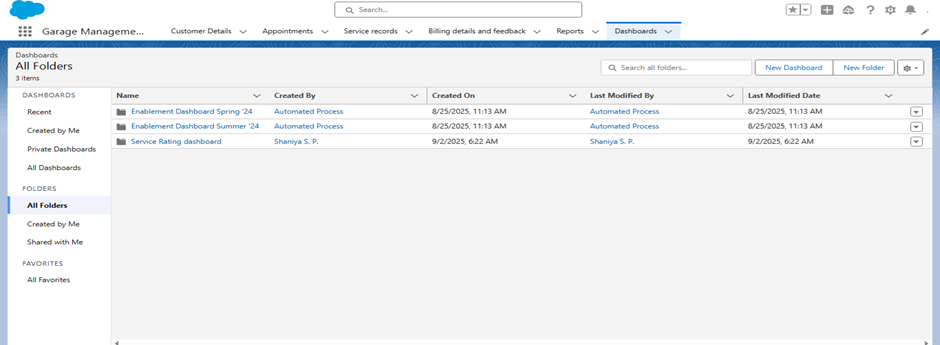 Search...
Garage Manageme... Customer Details Appointments Service records Billing details and feedback Reports Dashboards
Dashboards
All Folders
3 items
Search all folders... New Dashboard New Folder
DASHBOARDS
Recent
Created by Me
Private Dashboards
All Dashboards
FOLDERS
All Folders
Created by Me
Shared with Me
FAVORITES
All Favorites
Name Created By Created On Last Modified By Last Modified Date
Enablement Dashboard Spring '24 Automated Process 8/25/2025, 11:13 AM Automated Process 8/25/2025, 11:13 AM
Enablement Dashboard Summer '24 Automated Process 8/25/2025, 11:13 AM Automated Process 8/25/2025, 11:13 AM
Service Rating dashboard Shaniya S. P. 9/2/2025, 6:22 AM Shaniya S. P. 9/2/2025, 6:22 AM